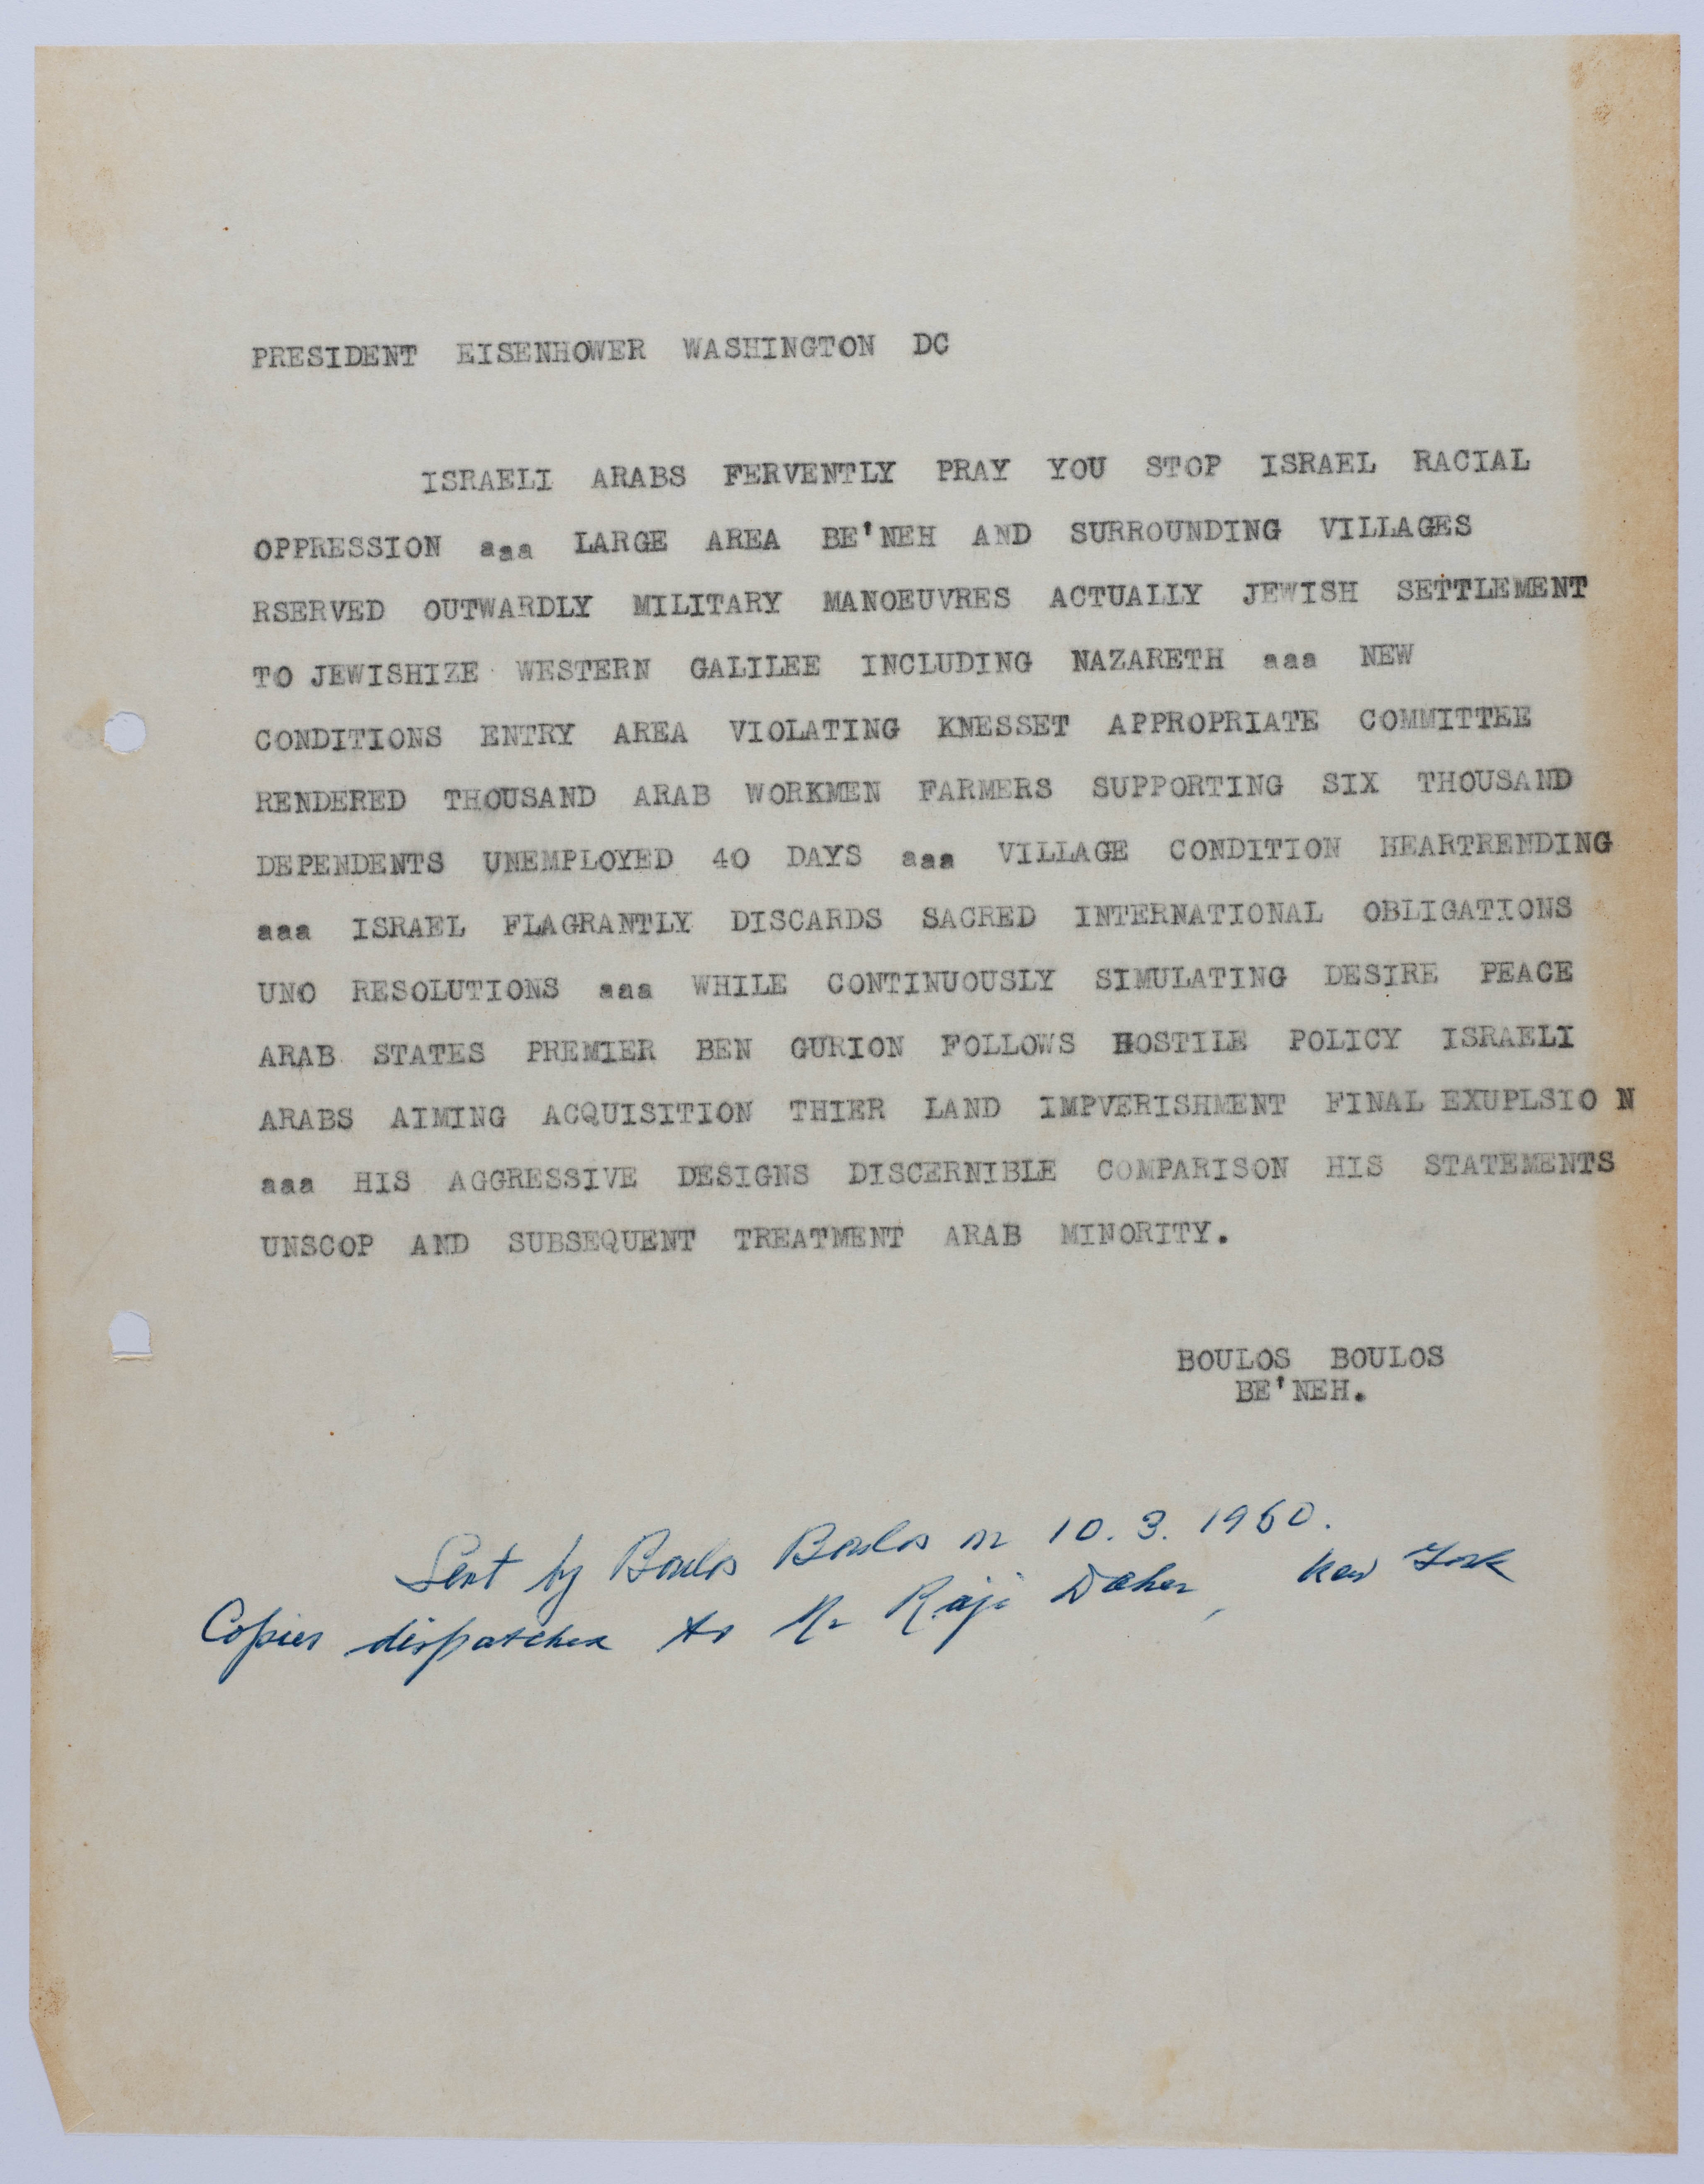 PRESIDENT EISENHOWER WASHINGTON DC
ISRAELI ARABS FERVENTLY PRAY YOU STOP ISRAEL RACIAL
OPPRESSION aaa LARGE AREA BE'NEH AND SURROUNDING VILLAGES
RSERVED OUTWARDLY MILITARY MANOEUVRES ACTUALLY JEWISH SETTLEMENT
TO JEWISHIZE WESTERN GALILEE INCLUDING NAZARETH aaa NEW
CONDITIONS ENTRY AREA VIOLATING KNESSET APPROPRIATE COMMITTEE
RENDERED THOUSAND ARAB WORKMEN FARMERS SUPPORTING SIX THOUSAND
DEPENDENTS UNEMPLOYED 40 DAYS aaa VILLAGE CONDITION HEARTRENDING
aaa ISRAEL FLAGRANTLY DISCARDS SACRED INTERNATIONAL OBLIGATIONS
UNO RESOLUTIONS aaa WHILE CONTINUOUSLY SIMULATING DESIRE PEACE
ARAB STATES PREMIER BEN GURION FOLLOWS HOSTILE POLICY ISRAELI
ARABS AIMING ACQUISITION THIER LAND IMPVERISHMENT FINAL EXUPLSIO N
aaa HIS AGGRESSIVE DESIGNS DISCERNIBLE COMPARISON HIS STATEMENTS
UNSCOP AND SUBSEQUENT TREATMENT ARAB MINORITY.
BOULOS BOULOS
BE'NEH.
Sent by Boulos Boulos on 10.3.1960.
Copies dispatched to Mr Raji Daher, New York